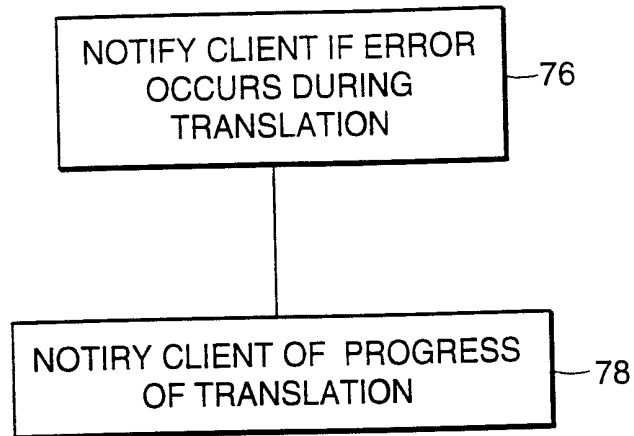 NOTIFY CLIENT IF ERROR
OCCURS DURING
TRANSLATION
76
NOTIRY CLIENT OF PROGRESS
OF TRANSLATION
78